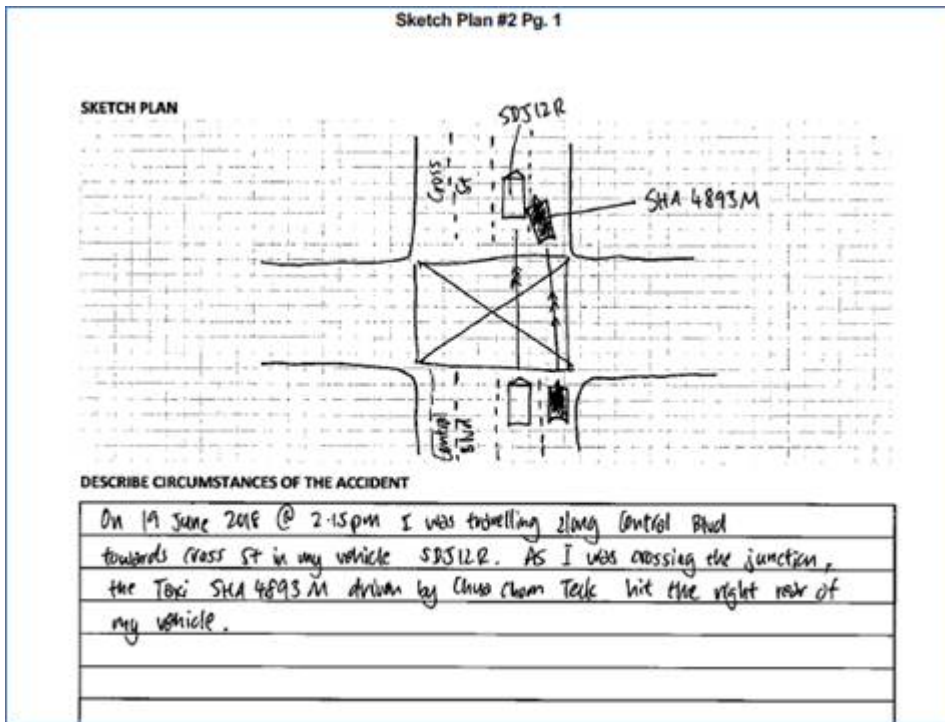 Sketch Plan #2 Pg. 1
SKETCH PLAN
SDJ12R
Cross
St
SHA 4893M
Central
Blvd
DESCRIBE CIRCUMSTANCES OF THE ACCIDENT
On 19 June 2018 @ 2.15pm I was travelling along Central Blvd
towards Cross St in my vehicle SDJ12R. As I was crossing the junction,
the Taxi SHA 4893M driven by Chua Cham Teck hit the right rear of
my vehicle.